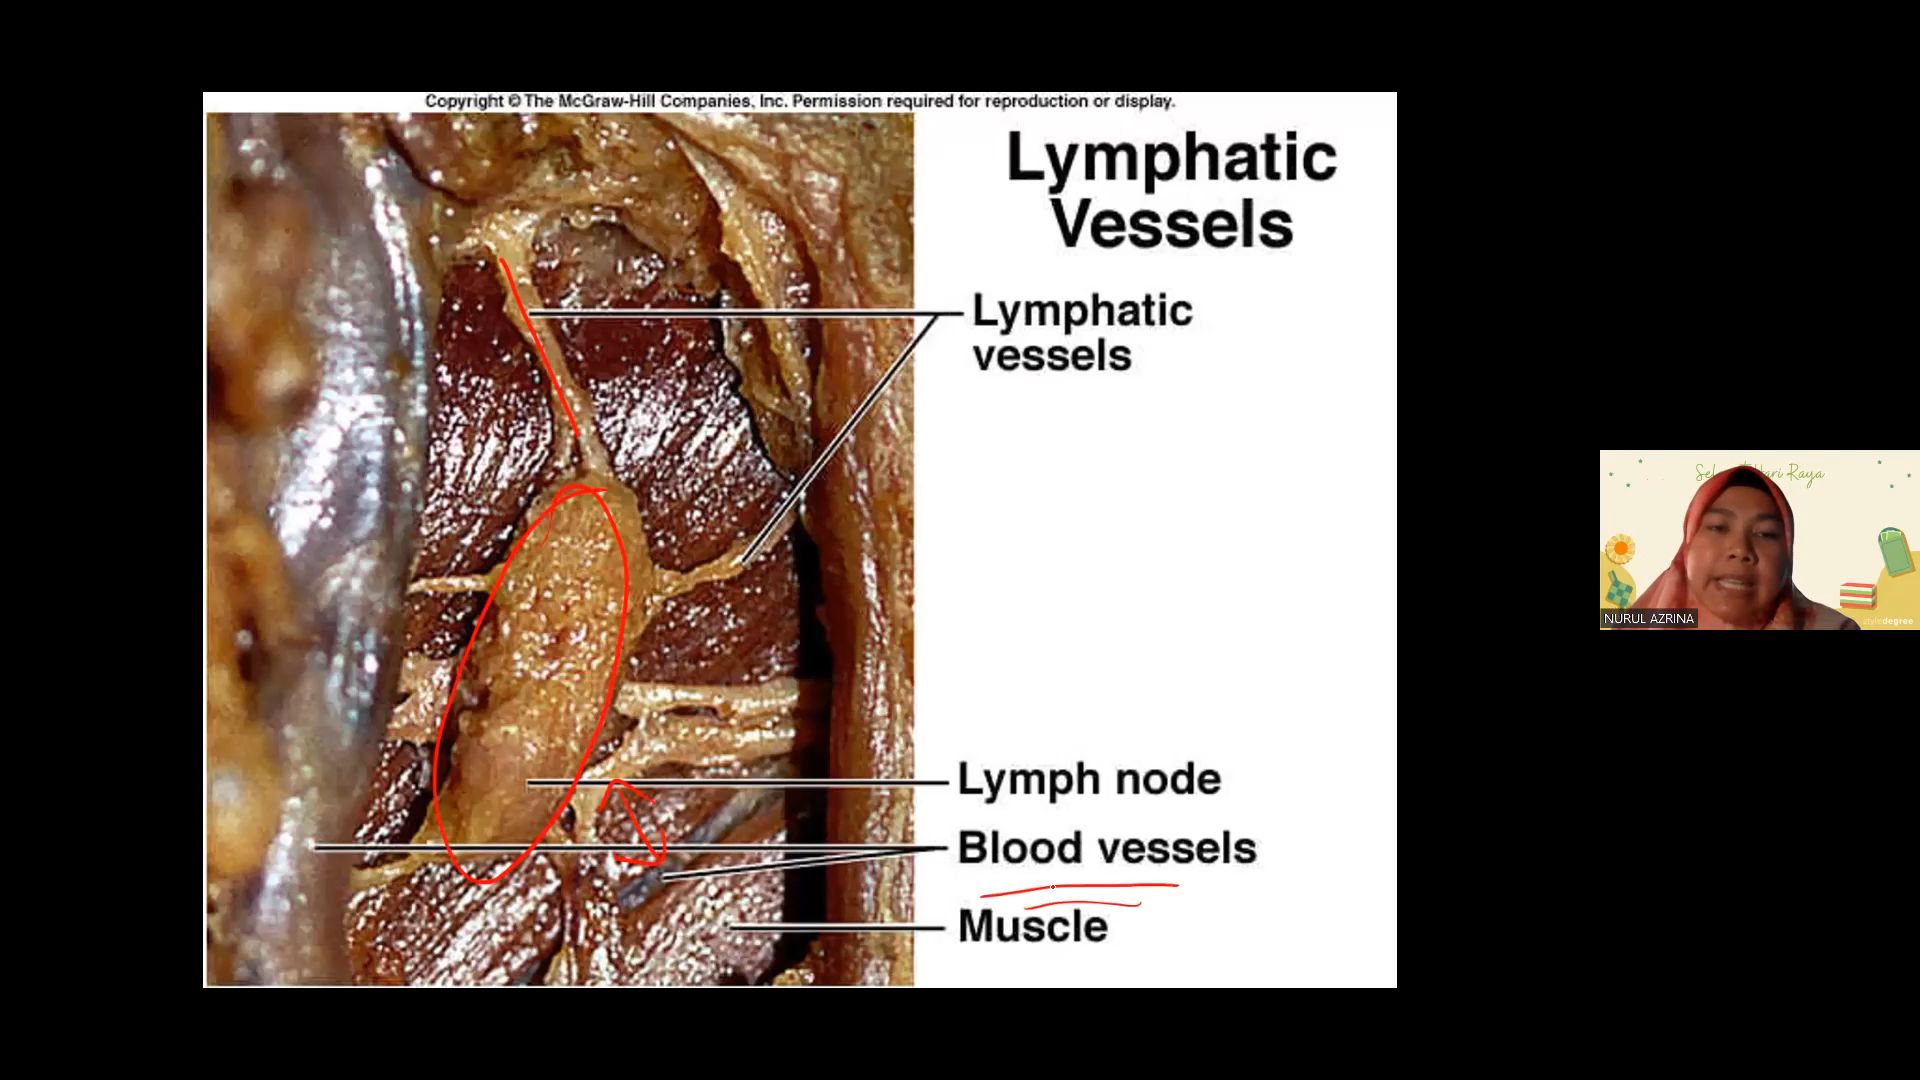 Copyright © The McGraw-Hill Companies, Inc. Permission required for reproduction or display.
Lymphatic
Vessels
Lymphatic
vessels
Lymph node
Blood vessels
Muscle
Hari Raya
NURUL AZRINA
styledegree